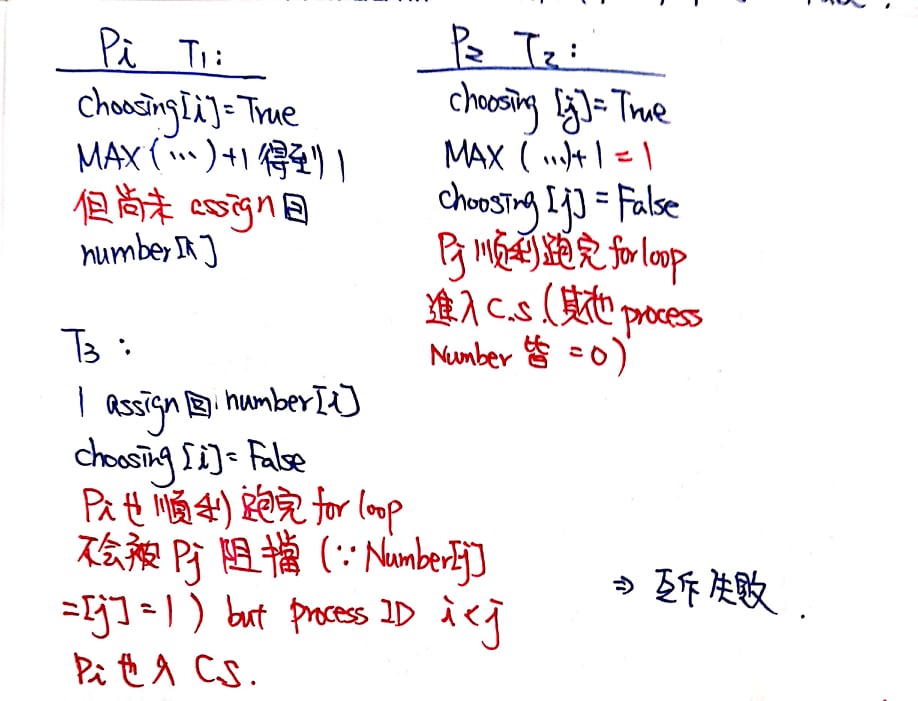 Pi T1:
Choosing[i]=True
MAX(…)+1 得到 1
但尚未 assign 回
number[i]
P2 T2:
choosing [j]=True
MAX (…)+1 = 1
choosing [j] = False
Pj 順利跑完 for loop
進入 C.S. (其他 process
Number 皆 = 0)
T3:
1 assign 回 number[i]
choosing [i] = False
Pi 也順利跑完 for loop
不会被 Pj 阻擋 (∵ Number[j]
=[j] = 1) but process ID i<j
Pi 也入 C.S.
⇒ 互斥失敗.